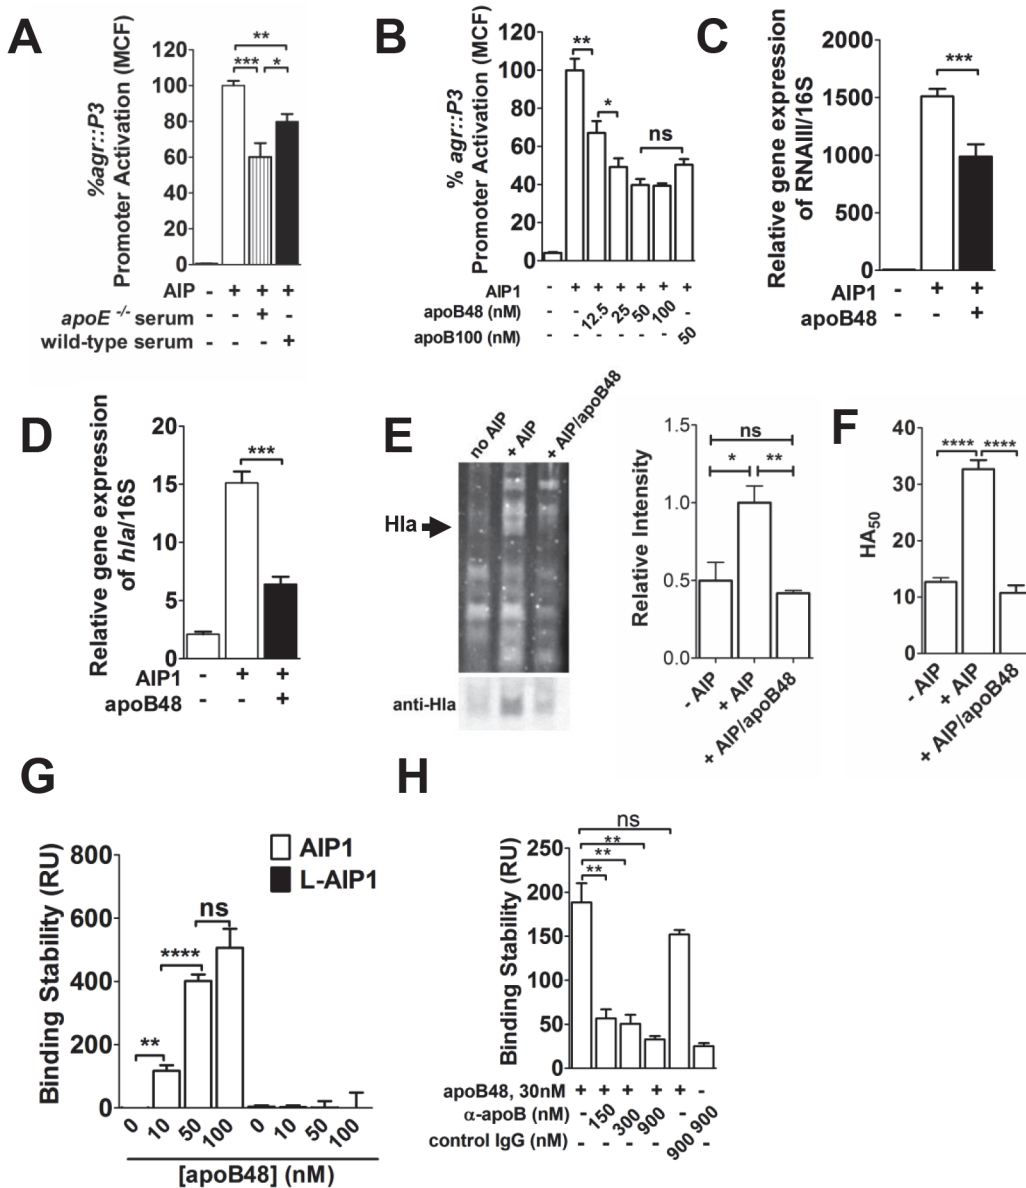 A
%agr::P3
Promoter Activation (MCF)
120
100
80
60
40
20
0
**
***
*
AIP - + + +
apoE -/- serum - - + -
wild-type serum - - - +
B
% agr::P3
Promoter Activation (MCF)
120
100
80
60
40
20
0
**
*
ns
AIP1 - + + + + + +
apoB48 (nM) - - 12.5 25 50 100 -
apoB100 (nM) - - - - - - 50
C
Relative gene expression
of RNAIII/16S
2000
1500
1000
500
0
***
AIP1 - + +
apoB48 - - +
D
Relative gene expression
of hla/16S
20
15
10
5
0
***
AIP1 - + +
apoB48 - - +
E
no AIP
+ AIP
+ AIP/apoB48
Hla
anti-Hla
Relative Intensity
1.5
1.0
0.5
0.0
ns
*
**
- AIP
+ AIP
+ AIP/apoB48
F
HA50
40
30
20
10
0
****
****
- AIP
+ AIP
+ AIP/apoB48
G
Binding Stability (RU)
800
600
400
200
0
AIP1
L-AIP1
**
****
ns
0 10 50 100 0 10 50 100
[apoB48] (nM)
H
Binding Stability (RU)
250
200
150
100
50
0
ns
**
**
**
apoB48, 30nM + + + + + -
α-apoB (nM) - 150 300 900 - -
control IgG (nM) - - - - 900 900